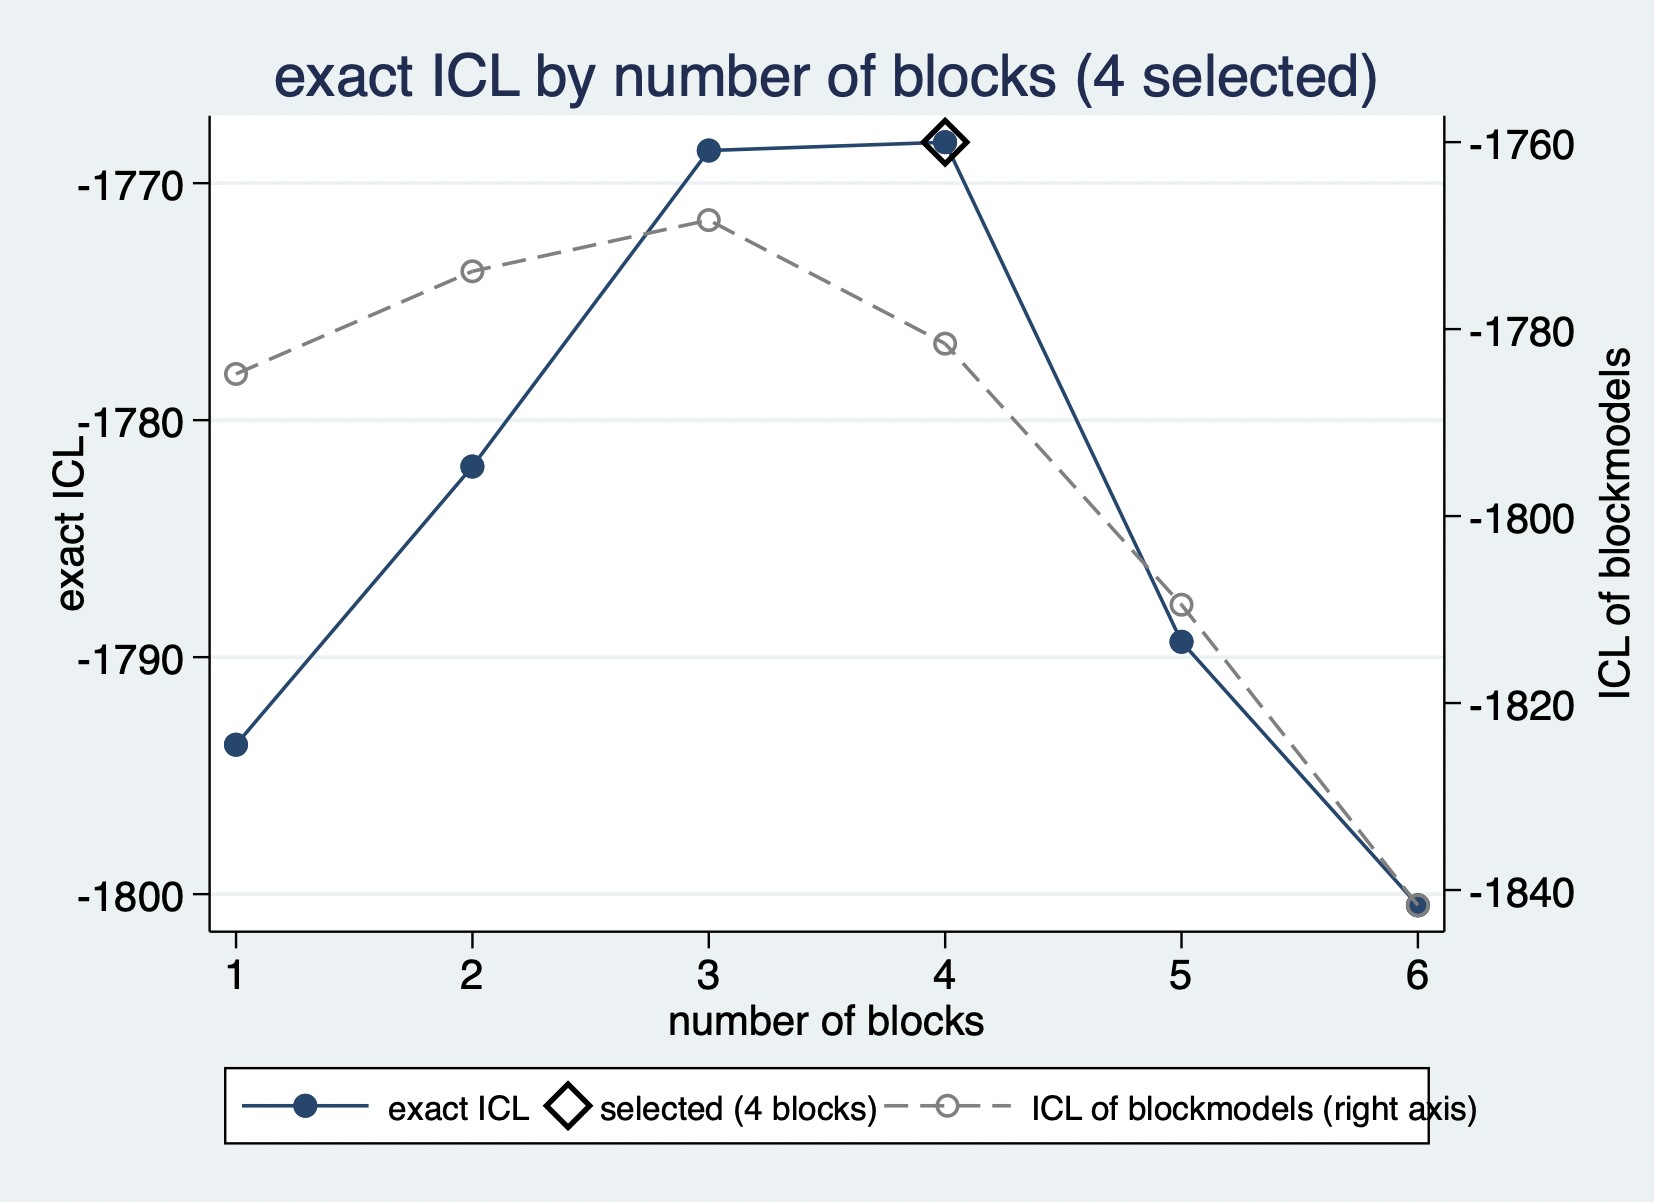 exact ICL by number of blocks (4 selected)
exact ICL
-1770
-1780
-1790
-1800
-1760
-1780
-1800
-1820
-1840
ICL of blockmodels
1 2 3 4 5 6
number of blocks
exact ICL selected (4 blocks) ICL of blockmodels (right axis)